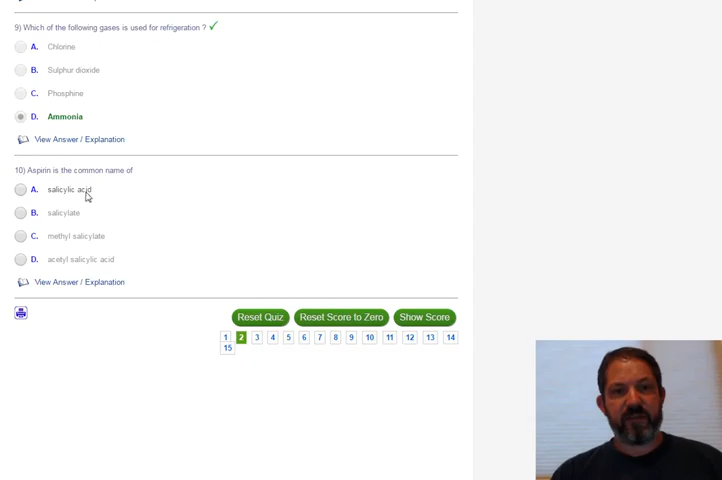 9) Which of the following gases is used for refrigeration ?
A. Chlorine
B. Sulphur dioxide
C. Phosphine
D. Ammonia
View Answer / Explanation
10) Aspirin is the common name of
A. salicylic acid
B. salicylate
C. methyl salicylate
D. acetyl salicylic acid
View Answer / Explanation
Reset Quiz Reset Score to Zero Show Score
1 2 3 4 5 6 7 8 9 10 11 12 13 14
15